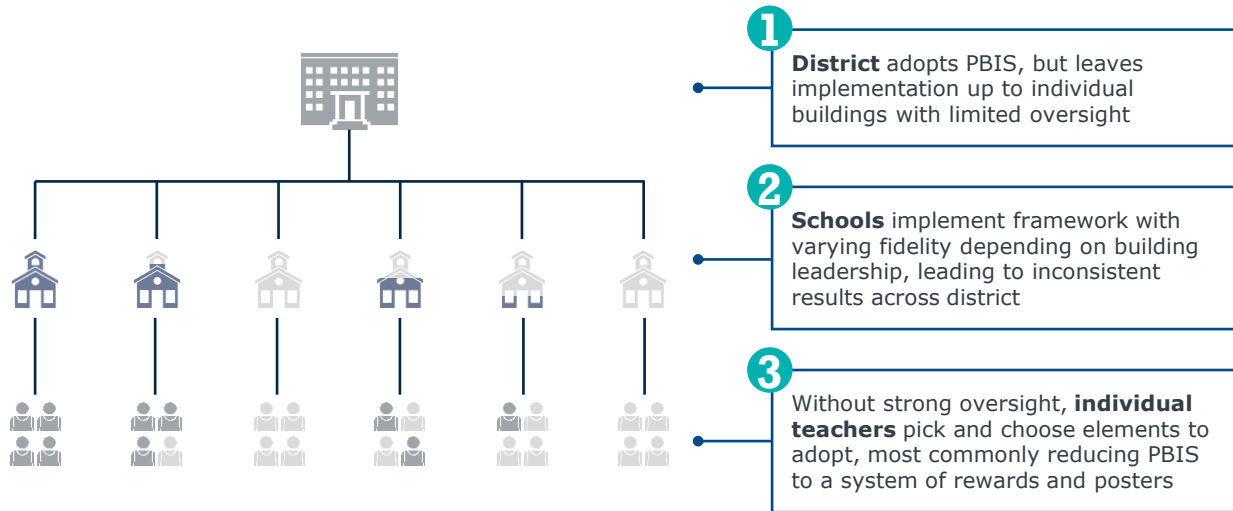 1
District adopts PBIS, but leaves
implementation up to individual
buildings with limited oversight
2
Schools implement framework with
varying fidelity depending on building
leadership, leading to inconsistent
results across district
3
Without strong oversight, individual
teachers pick and choose elements to
adopt, most commonly reducing PBIS
to a system of rewards and posters